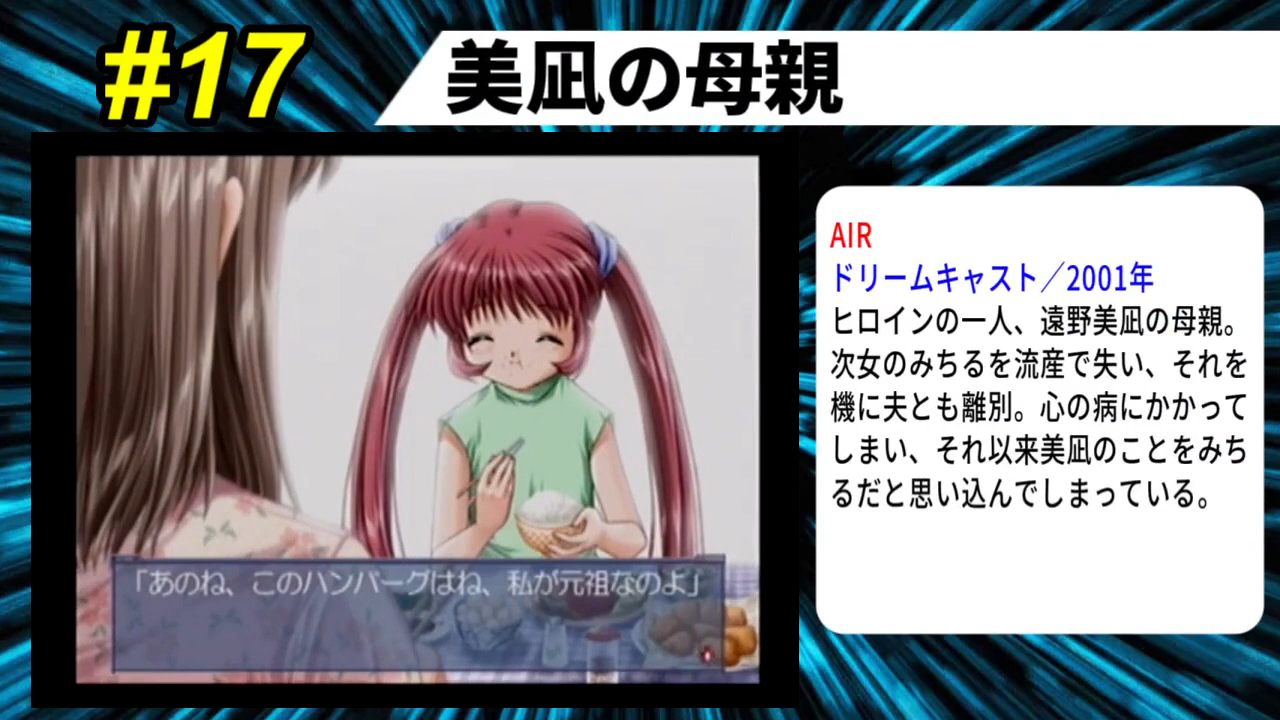 #17
美凪の母親
AIR
ドリームキャスト／2001年
ヒロインの一人、遠野美凪の母親。
次女のみちるを流産で失い、それを
機に夫とも離別。心の病にかかって
しまい、それ以来美凪のことをみち
るだと思い込んでしまっている。
「あのね、このハンバーグはね、私が元祖なのよ」